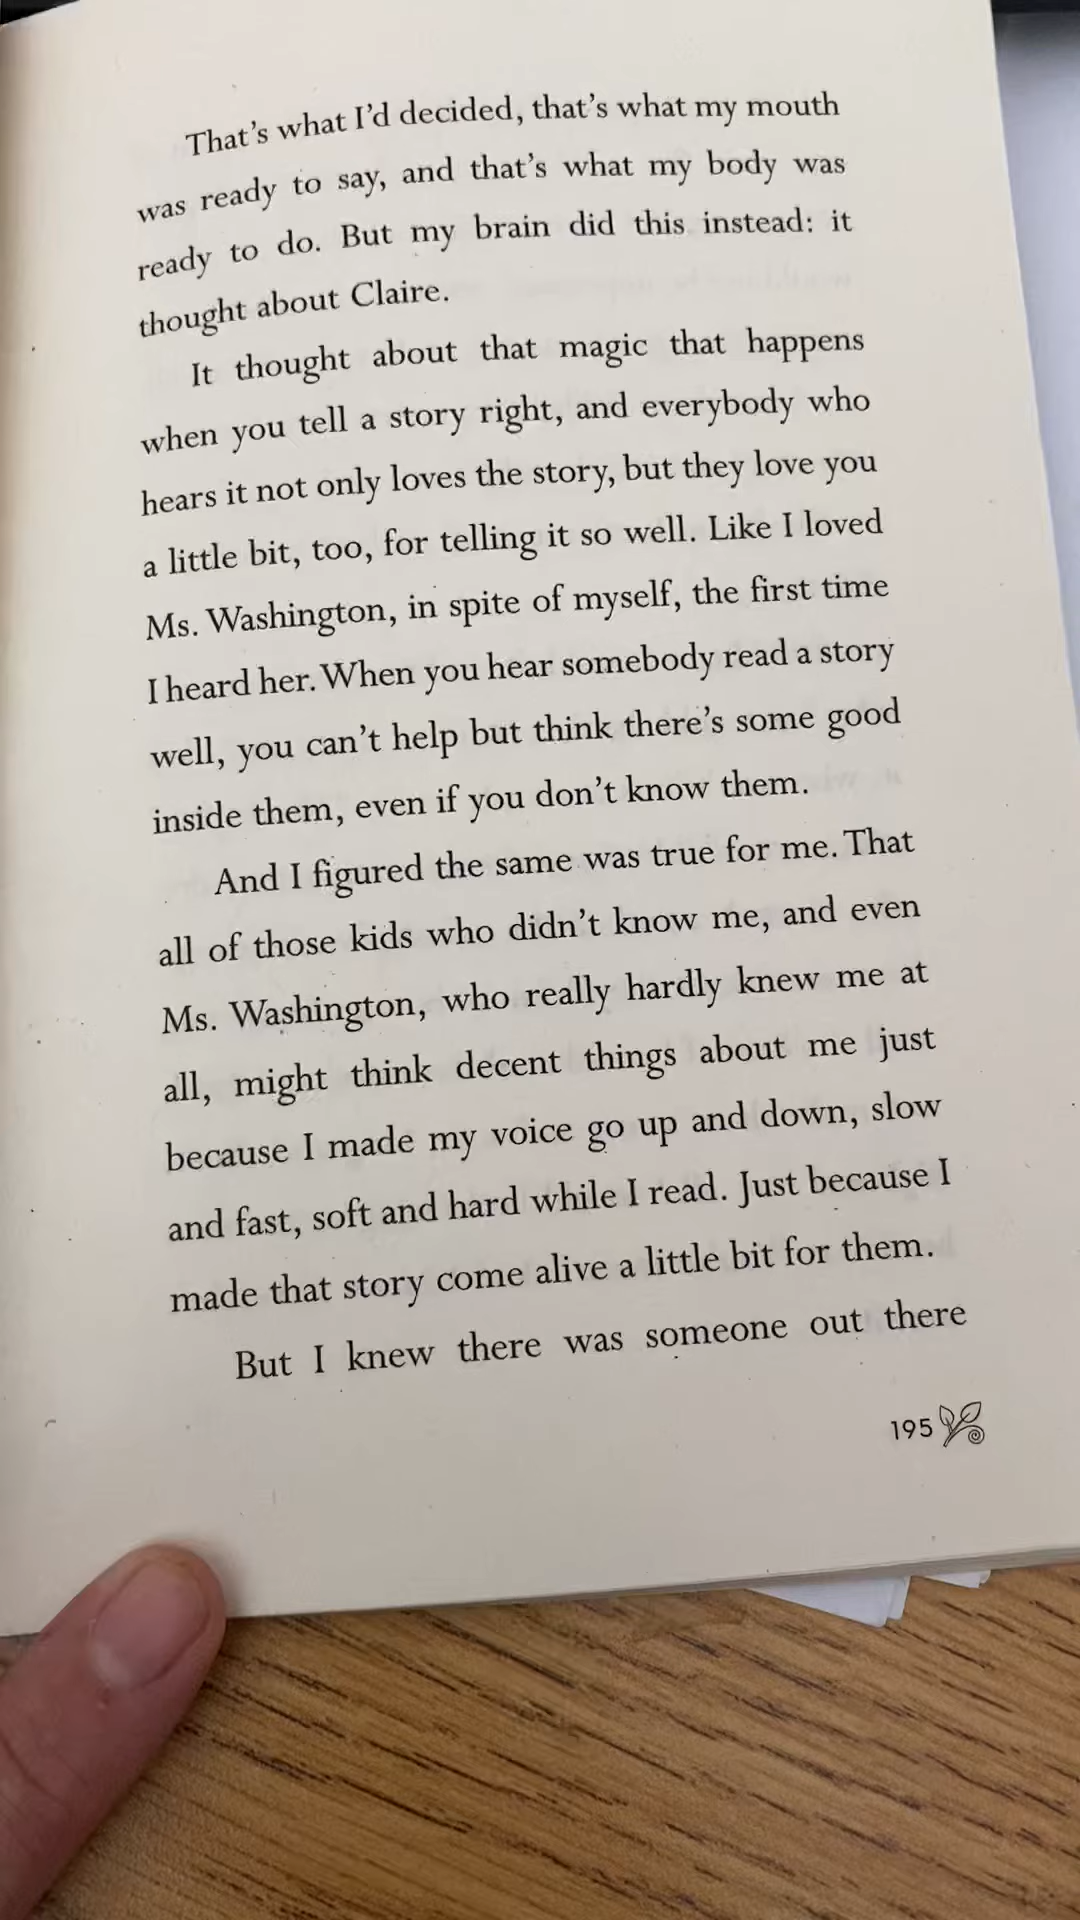 That's what I'd decided, that's what my mouth
was ready to say, and that's what my body was
ready to do. But my brain did this instead: it
thought about Claire.
It thought about that magic that happens
when you tell a story right, and everybody who
hears it not only loves the story, but they love you
a little bit, too, for telling it so well. Like I loved
Ms. Washington, in spite of myself, the first time
I heard her. When you hear somebody read a story
well, you can't help but think there's some good
inside them, even if you don't know them.
And I figured the same was true for me. That
all of those kids who didn't know me, and even
Ms. Washington, who really hardly knew me at
all, might think decent things about me just
because I made my voice go up and down, slow
and fast, soft and hard while I read. Just because I
made that story come alive a little bit for them.
But I knew there was someone out there
195